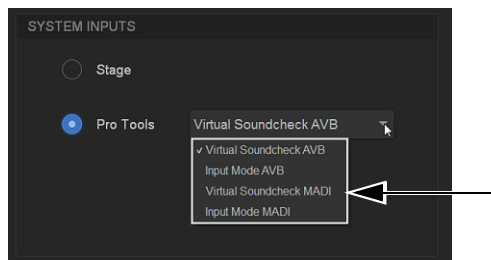 SYSTEM INPUTS
Stage
Pro Tools
Virtual Soundcheck AVB
✓ Virtual Soundcheck AVB
Input Mode AVB
Virtual Soundcheck MADI
Input Mode MADI